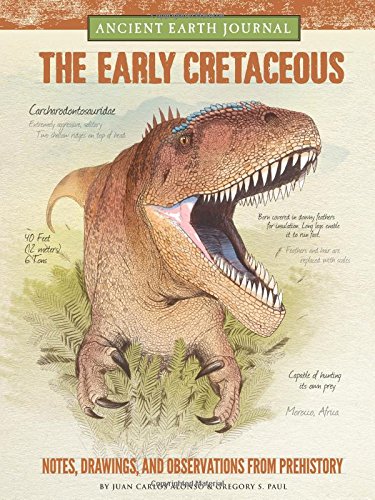 ANCIENT EARTH JOURNAL
THE EARLY CRETACEOUS
Carcharodontosauridae
Extremely aggressive, solitary
Two shallow ridges on top of head.
Born covered in downy feathers
for insulation. Long legs enable
it to run fast.
Feathers and hair are
replaced with scales
40 Feet
(12 meters)
6 Tons
Capable of hunting
its own prey
Morocco, Africa
NOTES, DRAWINGS, AND OBSERVATIONS FROM PREHISTORY
BY JUAN CARLOS ALONSO & GREGORY S. PAUL